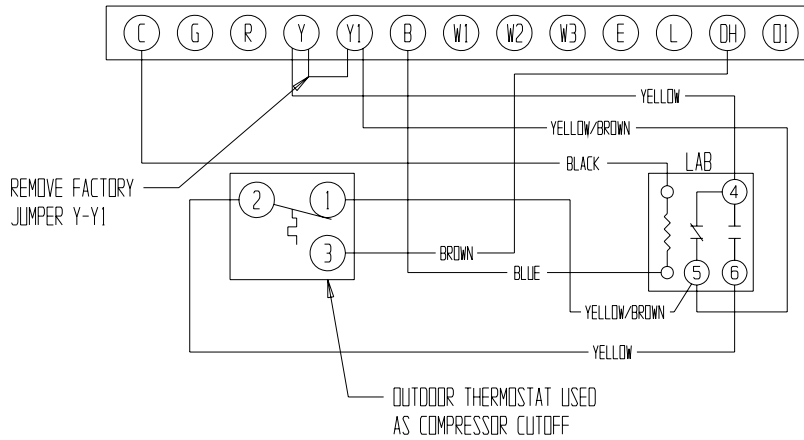 C G R Y Y1 B W1 W2 W3 E L DH O1
YELLOW
YELLOW/BROWN
BLACK
LAB
REMOVE FACTORY
JUMPER Y-Y1
2 1
4
3
BROWN
BLUE
5 6
YELLOW/BROWN
YELLOW
OUTDOOR THERMOSTAT USED
AS COMPRESSOR CUTOFF